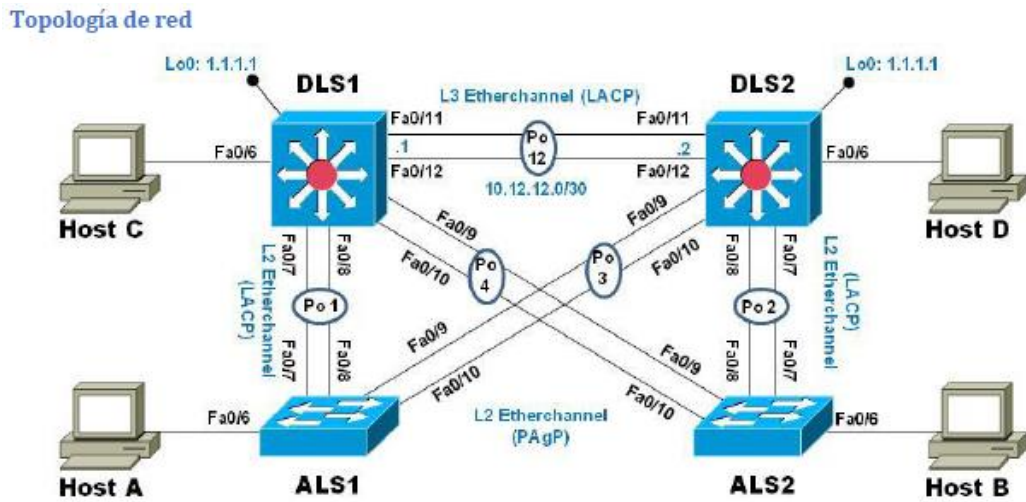 Topología de red
Lo0: 1.1.1.1
Lo0: 1.1.1.1
DLS1
DLS2
L3 Etherchannel (LACP)
Fa0/11
Fa0/11
Fa0/6
.1
Po
12
.2
Fa0/6
Fa0/12
Fa0/12
10.12.12.0/30
Host C
Host D
Fa0/9
Fa0/9
Fa0/7
Fa0/8
Fa0/10
Po
4
Po
3
Fa0/10
Fa0/8
Fa0/7
L2 Etherchannel
(LACP)
Po 1
Po 2
L2 Etherchannel
(LACP)
Fa0/7
Fa0/8
Fa0/9
Fa0/10
Fa0/9
Fa0/10
Fa0/8
Fa0/7
Fa0/6
L2 Etherchannel
(PAgP)
Fa0/6
Host A
ALS1
ALS2
Host B